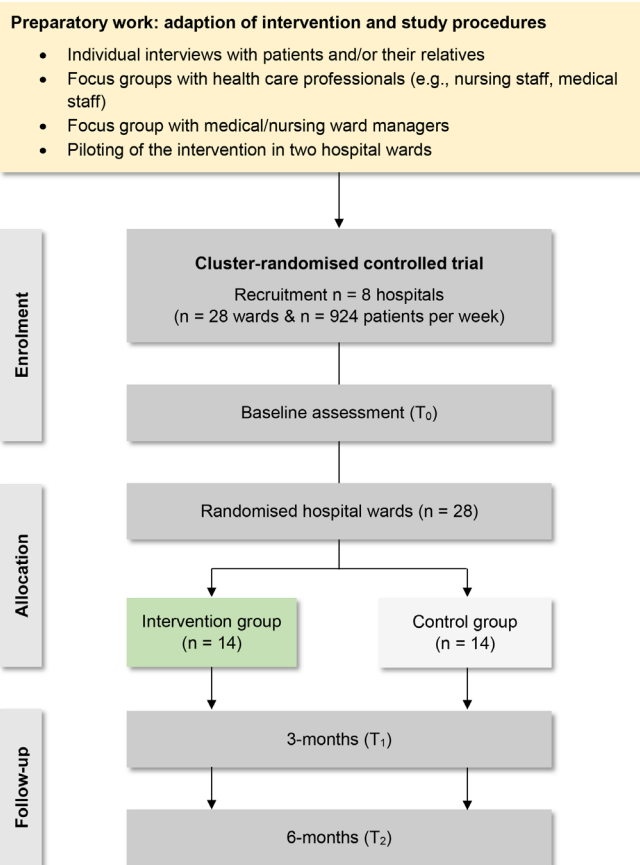 Preparatory work: adaption of intervention and study procedures
• Individual interviews with patients and/or their relatives
• Focus groups with health care professionals (e.g., nursing staff, medical
staff)
• Focus group with medical/nursing ward managers
• Piloting of the intervention in two hospital wards
Enrolment
Cluster-randomised controlled trial
Recruitment n = 8 hospitals
(n = 28 wards & n = 924 patients per week)
Baseline assessment (T₀)
Allocation
Randomised hospital wards (n = 28)
Intervention group
(n = 14)
Control group
(n = 14)
Follow-up
3-months (T₁)
6-months (T₂)